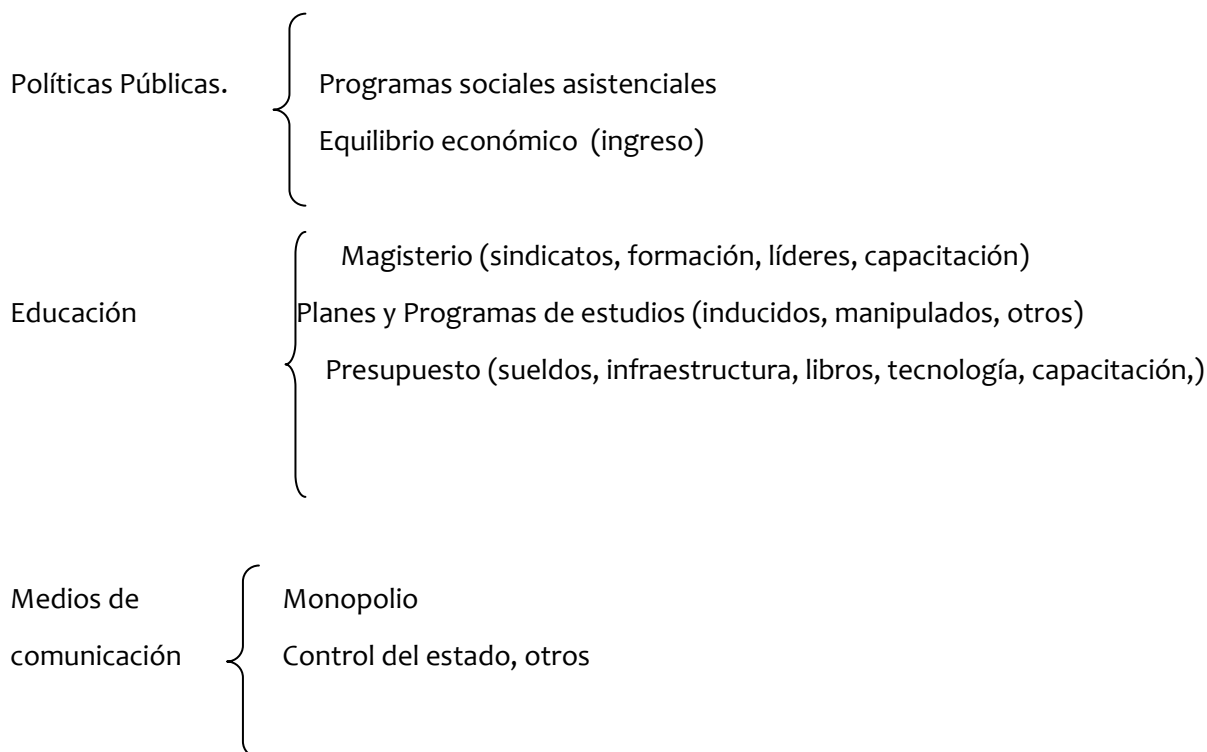 Políticas Públicas. Programas sociales asistenciales
Equilibrio económico (ingreso)
Magisterio (sindicatos, formación, líderes, capacitación)
Educación Planes y Programas de estudios (inducidos, manipulados, otros)
Presupuesto (sueldos, infraestructura, libros, tecnología, capacitación,)
Medios de Monopolio
comunicación Control del estado, otros